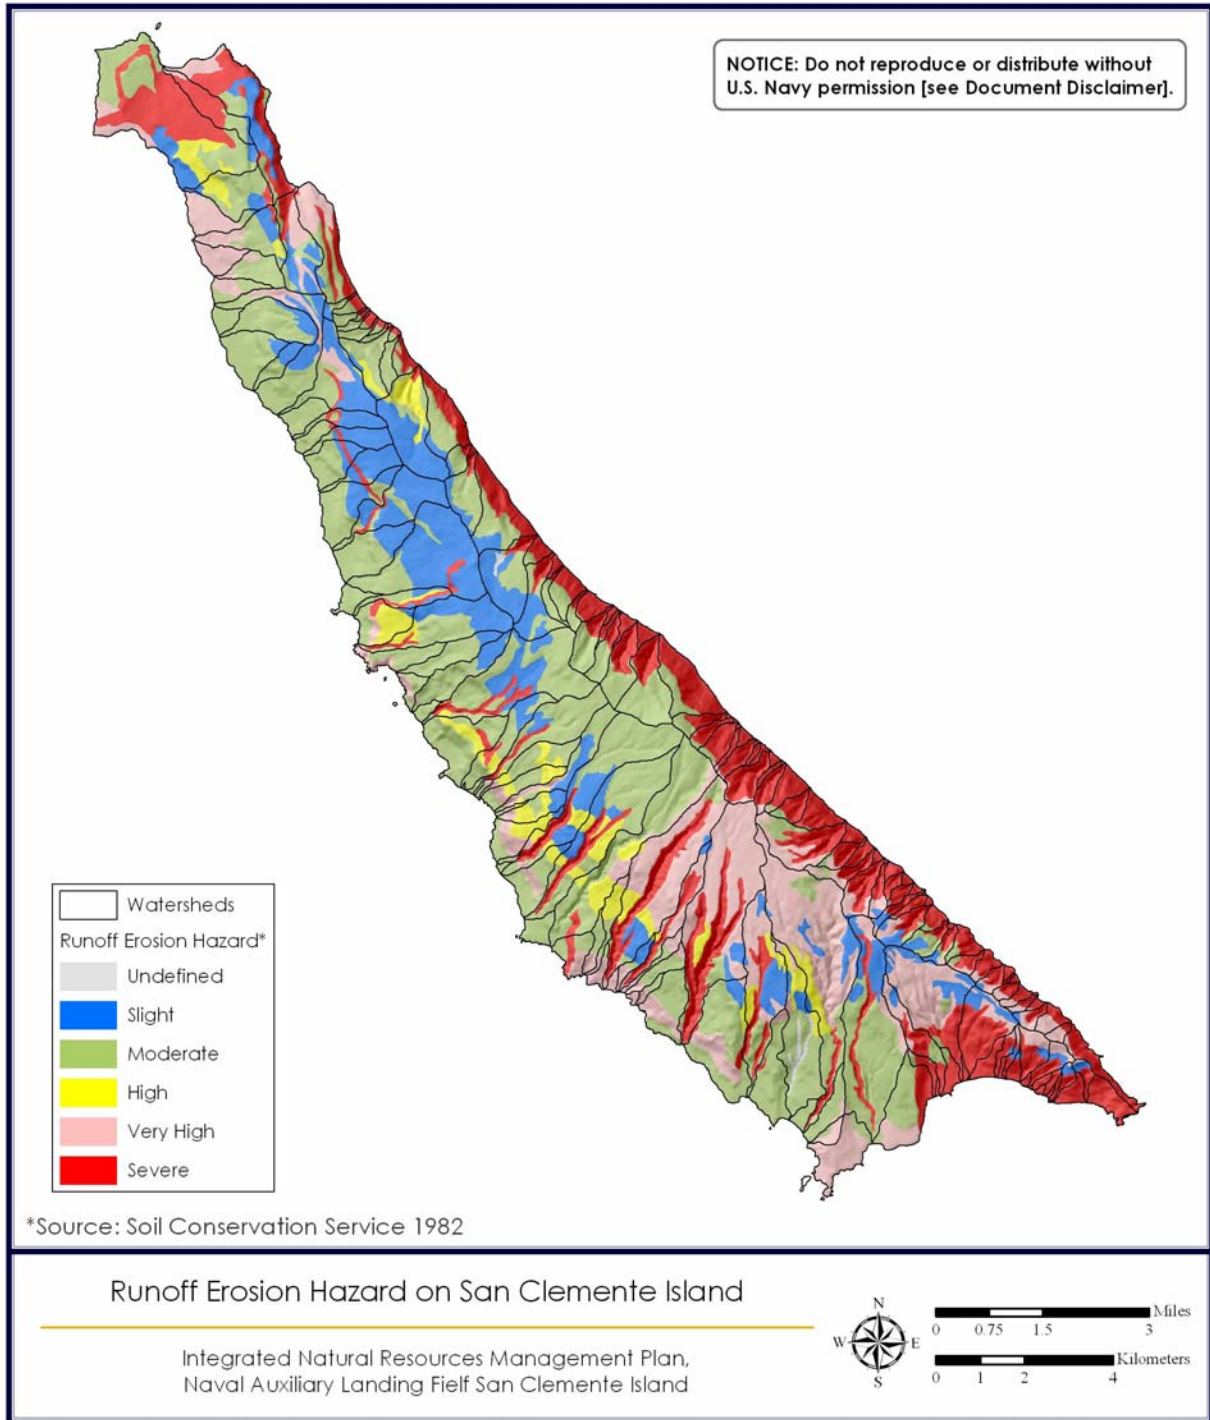 NOTICE: Do not reproduce or distribute without
U.S. Navy permission [see Document Disclaimer].
Watersheds
Runoff Erosion Hazard*
Undefined
Slight
Moderate
High
Very High
Severe
*Source: Soil Conservation Service 1982
Runoff Erosion Hazard on San Clemente Island
Integrated Natural Resources Management Plan,
Naval Auxiliary Landing Fielf San Clemente Island
N
W E
S
Miles
0 0.75 1.5 3
Kilometers
0 1 2 4